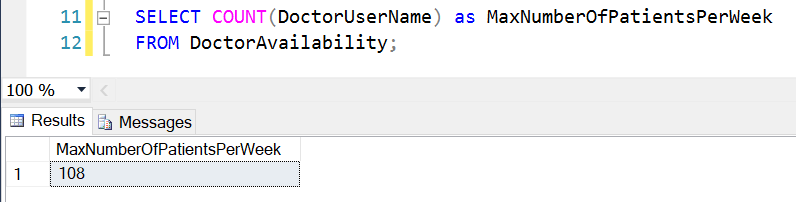 11 SELECT COUNT(DoctorUserName) as MaxNumberOfPatientsPerWeek
12 FROM DoctorAvailability;
100 %
Results Messages
MaxNumberOfPatientsPerWeek
1 108